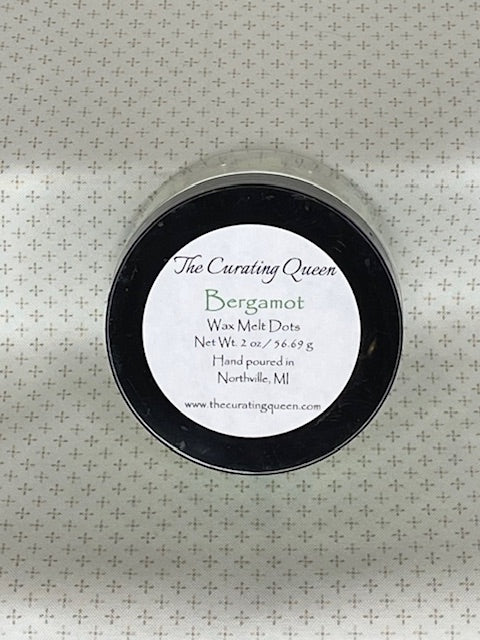 The Curating Queen
Bergamot
Wax Melt Dots
Net Wt. 2 oz / 56.69 g
Hand poured in
Northville, MI
www.thecuratingqueen.com